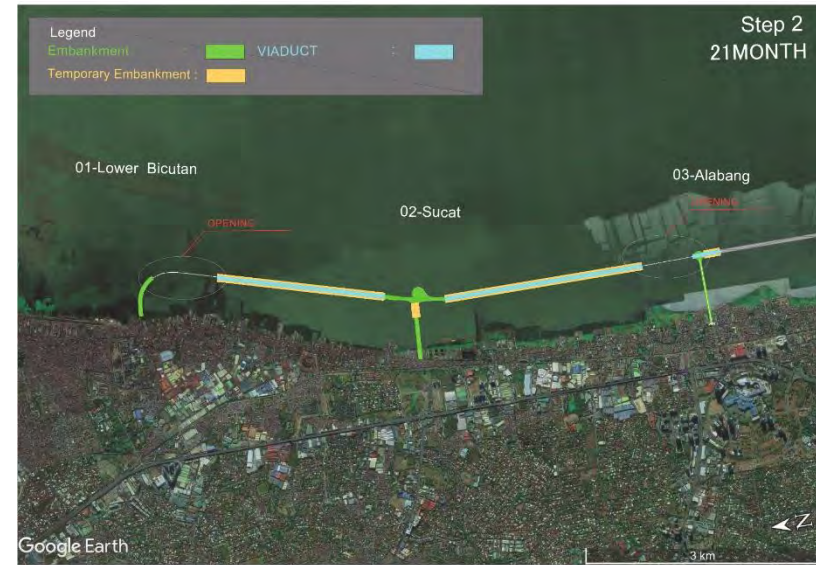 Legend
Embankment :
VIADUCT :
Temporary Embankment :
Step 2
21MONTH
01-Lower Bicutan
03-Alabang
02-Sucat
OPENING
OPENING
N
Google Earth
3 km